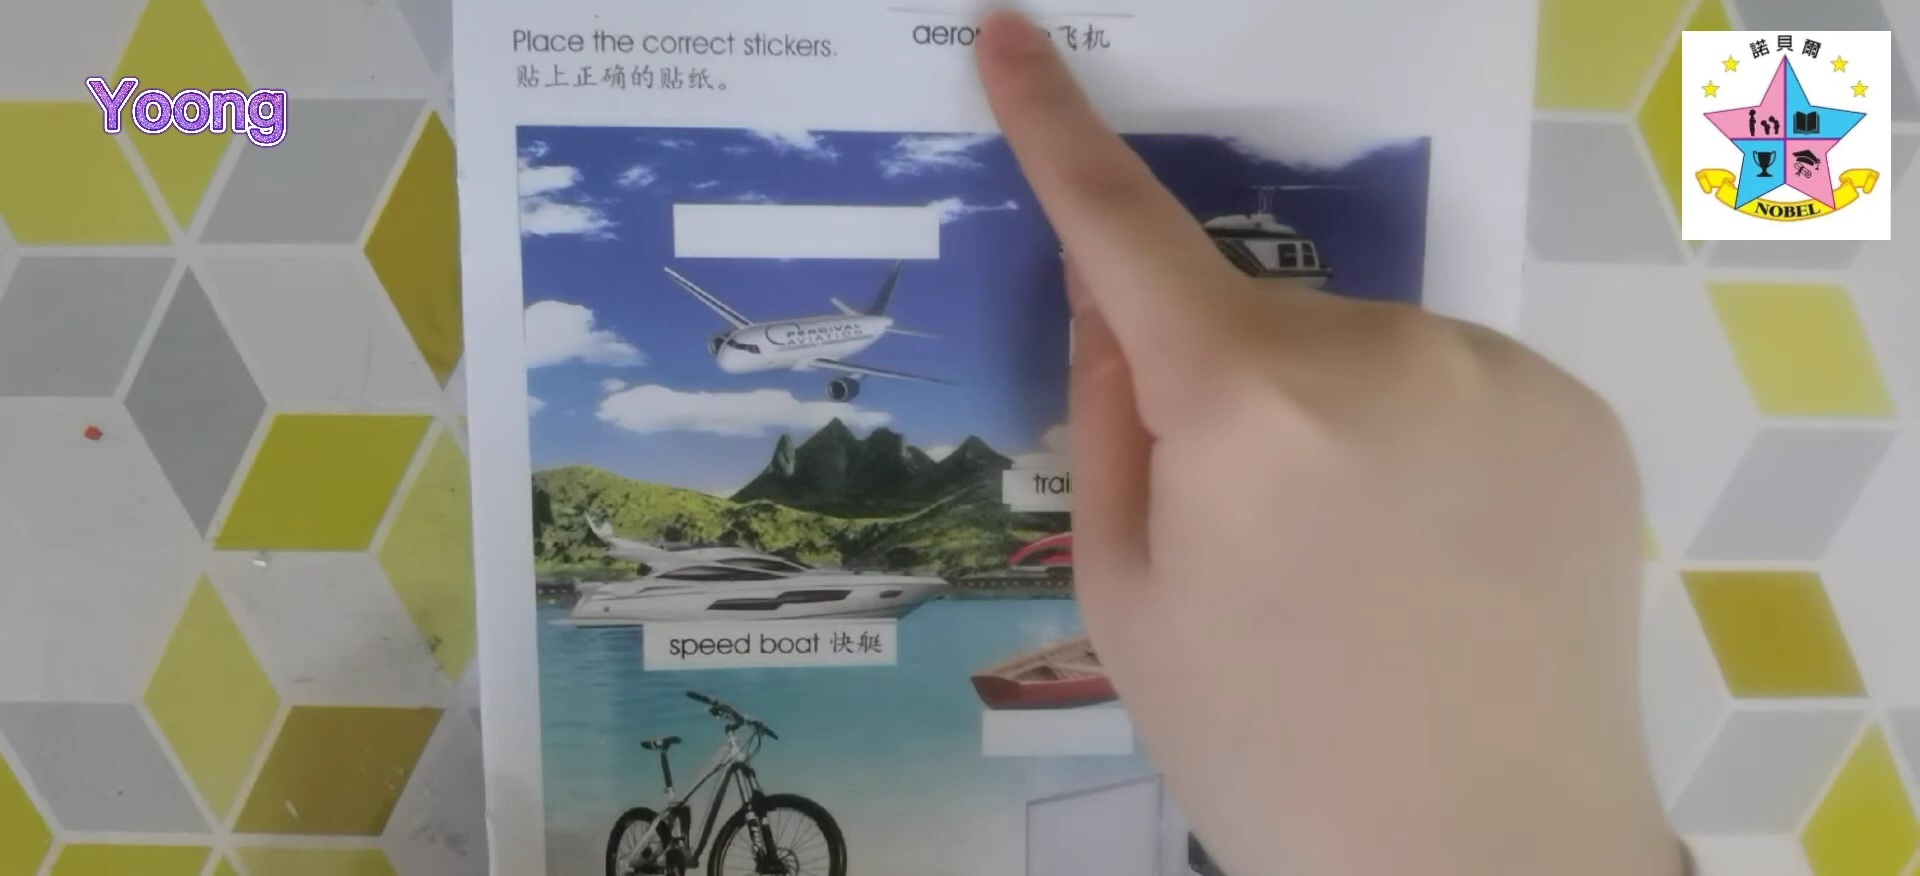 Yoong
諾貝爾
NOBEL
Place the correct stickers.
贴上正确的贴纸。
飞机
PERCIVAL
AVIATION
speed boat 快艇